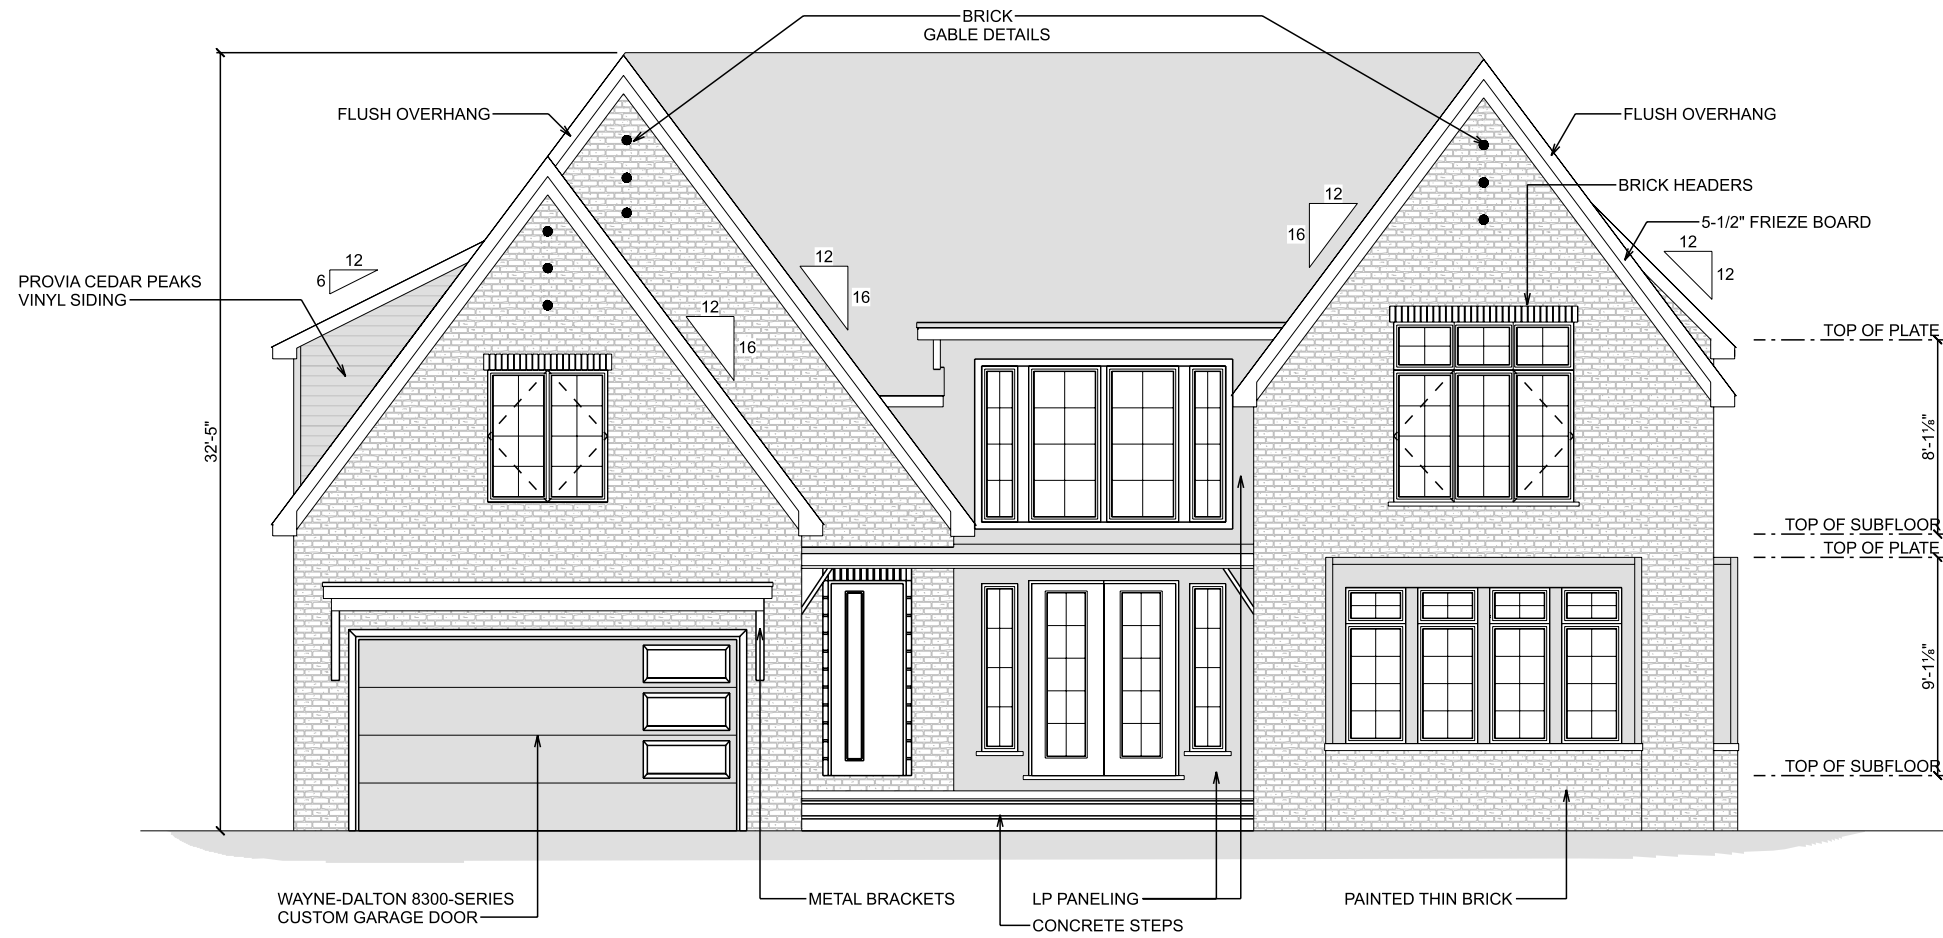 BRICK
GABLE DETAILS
FLUSH OVERHANG
FLUSH OVERHANG
BRICK HEADERS
12
16
5-1/2" FRIEZE BOARD
12
12
12
6
12
16
PROVIA CEDAR PEAKS
VINYL SIDING
12
16
TOP OF PLATE
32'-5"
8'-1⅛"
TOP OF SUBFLOOR
TOP OF PLATE
9'-1⅛"
TOP OF SUBFLOOR
WAYNE-DALTON 8300-SERIES
CUSTOM GARAGE DOOR
METAL BRACKETS
LP PANELING
CONCRETE STEPS
PAINTED THIN BRICK